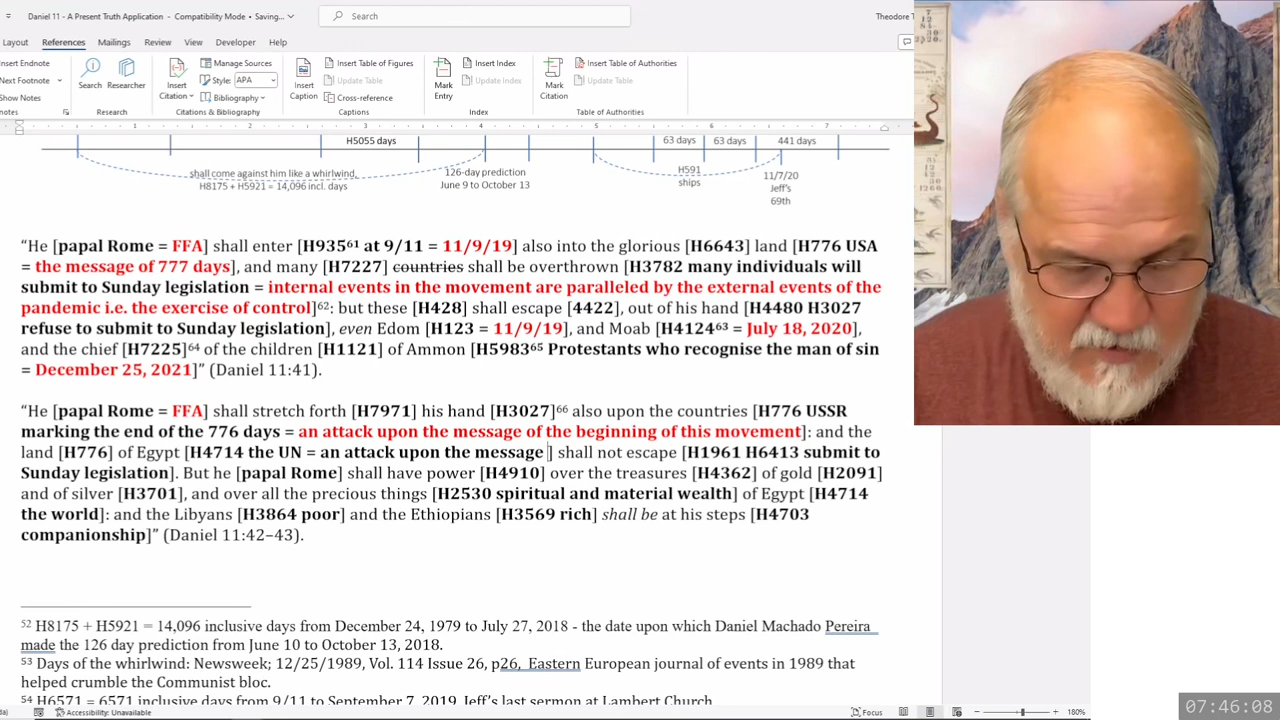 Daniel 11 - A Present Truth Application - Compatibility Mode • Saving...
Search
Theodore T
Layout References Mailings Review View Developer Help
Insert Endnote
Next Footnote
Show Notes
Search
Researcher
Research
Insert Citation
Manage Sources
Style: APA
Bibliography
Citations & Bibliography
Insert Caption
Insert Table of Figures
Update Table
Cross-reference
Captions
Mark Entry
Insert Index
Update Index
Index
Mark Citation
Insert Table of Authorities
Update Table
Table of Authorities
1 2 3 4 5 6 7
H5055 days 63 days 63 days 441 days
shall come against him like a whirlwind,
H8175 + H5921 = 14,096 incl. days
126-day prediction
June 9 to October 13
H591
ships
11/7/20
Jeff's
69th
“He [papal Rome = FFA] shall enter [H935⁶¹ at 9/11 = 11/9/19] also into the glorious [H6643] land [H776 USA
= the message of 777 days], and many [H7227] countries shall be overthrown [H3782 many individuals will
submit to Sunday legislation = internal events in the movement are paralleled by the external events of the
pandemic i.e. the exercise of control]⁶²: but these [H428] shall escape [4422], out of his hand [H4480 H3027
refuse to submit to Sunday legislation], even Edom [H123 = 11/9/19], and Moab [H4124⁶³ = July 18, 2020],
and the chief [H7225]⁶⁴ of the children [H1121] of Ammon [H5983⁶⁵ Protestants who recognise the man of sin
= December 25, 2021]” (Daniel 11:41).
“He [papal Rome = FFA] shall stretch forth [H7971] his hand [H3027]⁶⁶ also upon the countries [H776 USSR
marking the end of the 776 days = an attack upon the message of the beginning of this movement]: and the
land [H776] of Egypt [H4714 the UN = an attack upon the message ] shall not escape [H1961 H6413 submit to
Sunday legislation]. But he [papal Rome] shall have power [H4910] over the treasures [H4362] of gold [H2091]
and of silver [H3701], and over all the precious things [H2530 spiritual and material wealth] of Egypt [H4714
the world]: and the Libyans [H3864 poor] and the Ethiopians [H3569 rich] shall be at his steps [H4703
companionship]” (Daniel 11:42–43).
⁵² H8175 + H5921 = 14,096 inclusive days from December 24, 1979 to July 27, 2018 - the date upon which Daniel Machado Pereira
made the 126 day prediction from June 10 to October 13, 2018.
⁵³ Days of the whirlwind: Newsweek; 12/25/1989, Vol. 114 Issue 26, p26, Eastern European journal of events in 1989 that
helped crumble the Communist bloc.
⁵⁴ H6571 = 6571 inclusive days from 9/11 to September 7, 2019, Jeff's last sermon at Lambert Church
Accessibility: Unavailable
Focus
180%
07:46:08